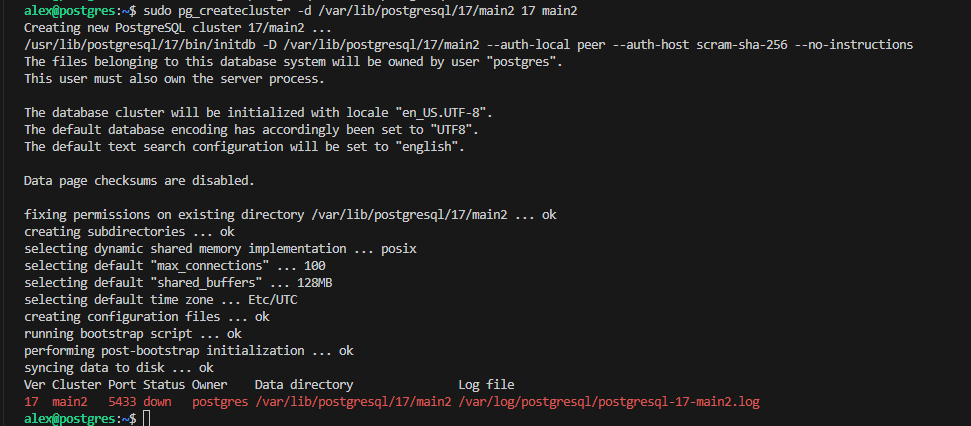 alex@postgres:~$ sudo pg_createcluster -d /var/lib/postgresql/17/main2 17 main2
Creating new PostgreSQL cluster 17/main2 ...
/usr/lib/postgresql/17/bin/initdb -D /var/lib/postgresql/17/main2 --auth-local peer --auth-host scram-sha-256 --no-instructions
The files belonging to this database system will be owned by user "postgres".
This user must also own the server process.

The database cluster will be initialized with locale "en_US.UTF-8".
The default database encoding has accordingly been set to "UTF8".
The default text search configuration will be set to "english".

Data page checksums are disabled.

fixing permissions on existing directory /var/lib/postgresql/17/main2 ... ok
creating subdirectories ... ok
selecting dynamic shared memory implementation ... posix
selecting default "max_connections" ... 100
selecting default "shared_buffers" ... 128MB
selecting default time zone ... Etc/UTC
creating configuration files ... ok
running bootstrap script ... ok
performing post-bootstrap initialization ... ok
syncing data to disk ... ok
Ver Cluster Port Status Owner    Data directory               Log file
17  main2   5433 down   postgres /var/lib/postgresql/17/main2 /var/log/postgresql/postgresql-17-main2.log
alex@postgres:~$